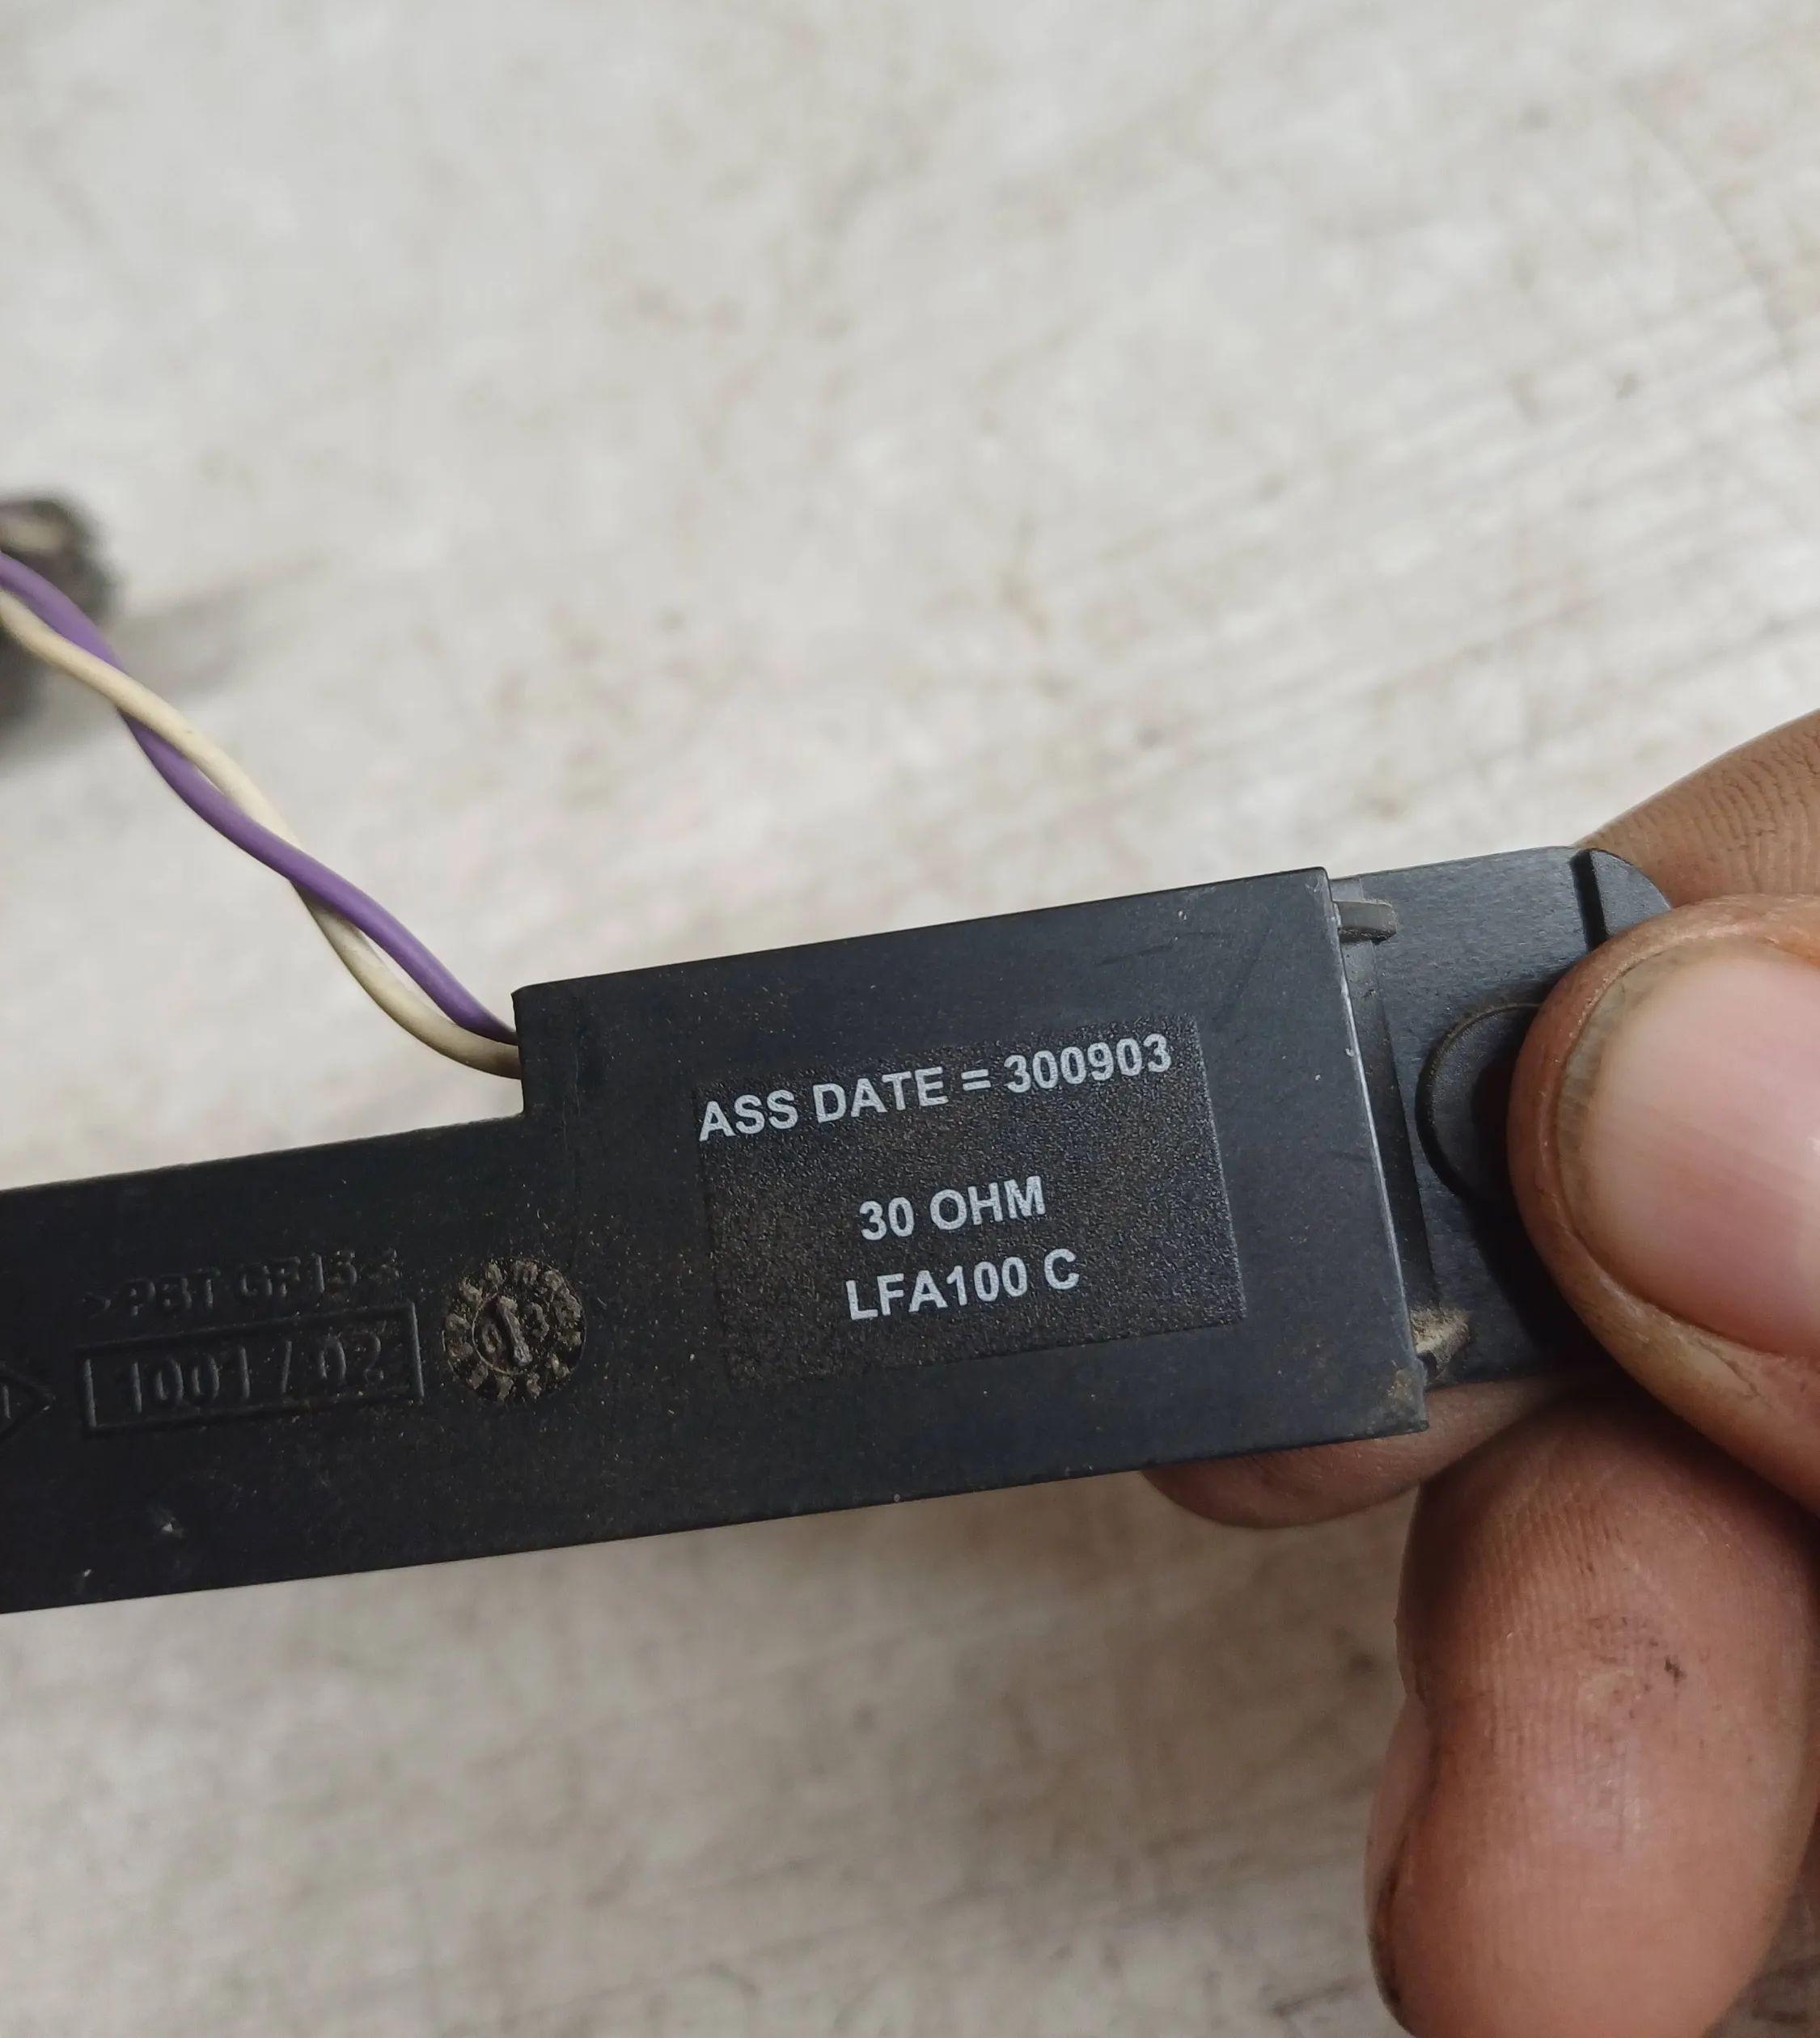 ASS DATE = 300903
30 OHM
LFA100 C
>PBT GF15<
1001 / 02